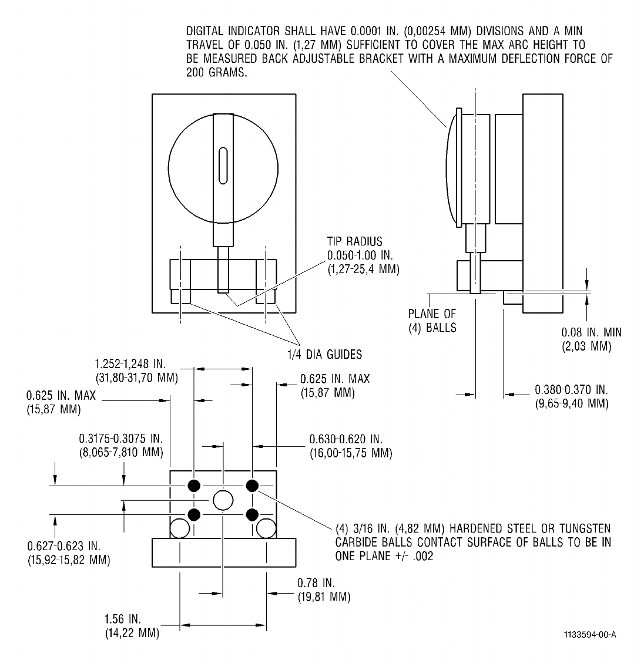 DIGITAL INDICATOR SHALL HAVE 0.0001 IN. (0,00254 MM) DIVISIONS AND A MIN
TRAVEL OF 0.050 IN. (1,27 MM) SUFFICIENT TO COVER THE MAX ARC HEIGHT TO
BE MEASURED BACK ADJUSTABLE BRACKET WITH A MAXIMUM DEFLECTION FORCE OF
200 GRAMS.
TIP RADIUS
0.050-1.00 IN.
(1,27-25,4 MM)
PLANE OF
(4) BALLS
0.08 IN. MIN
(2,03 MM)
1/4 DIA GUIDES
1.252-1,248 IN.
(31,80-31,70 MM)
0.625 IN. MAX
(15,87 MM)
0.625 IN. MAX
(15,87 MM)
0.380-0.370 IN.
(9,65-9,40 MM)
0.3175-0.3075 IN.
(8,065-7,810 MM)
0.630-0.620 IN.
(16,00-15,75 MM)
(4) 3/16 IN. (4,82 MM) HARDENED STEEL OR TUNGSTEN
CARBIDE BALLS CONTACT SURFACE OF BALLS TO BE IN
ONE PLANE +/- .002
0.627-0.623 IN.
(15,92-15,82 MM)
0.78 IN.
(19,81 MM)
1.56 IN.
(14,22 MM)
1133594-00-A